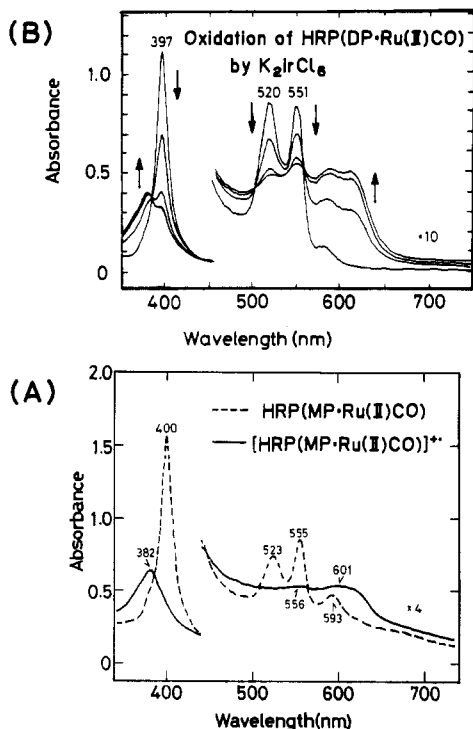 (B)
397
Oxidation of HRP(DP·Ru(II)CO)
by K₂IrCl₆
520 551
Absorbance
1.0
0.5
0
×10
400 500 600 700
Wavelength (nm)
(A)
Absorbance
2.0
1.5
1.0
0.5
0
HRP(MP·Ru(II)CO)
[HRP(MP·Ru(II)CO)]⁺·
400
382
523
555
556
593
601
×4
400 500 600 700
Wavelength(nm)